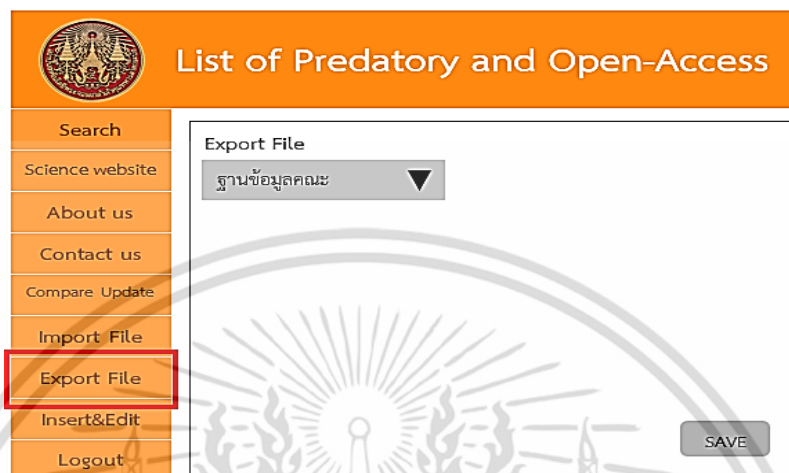 List of Predatory and Open-Access
Search
Science website
About us
Contact us
Compare Update
Import File
Export File
Insert&Edit
Logout
Export File
ฐานข้อมูลคณะ
SAVE